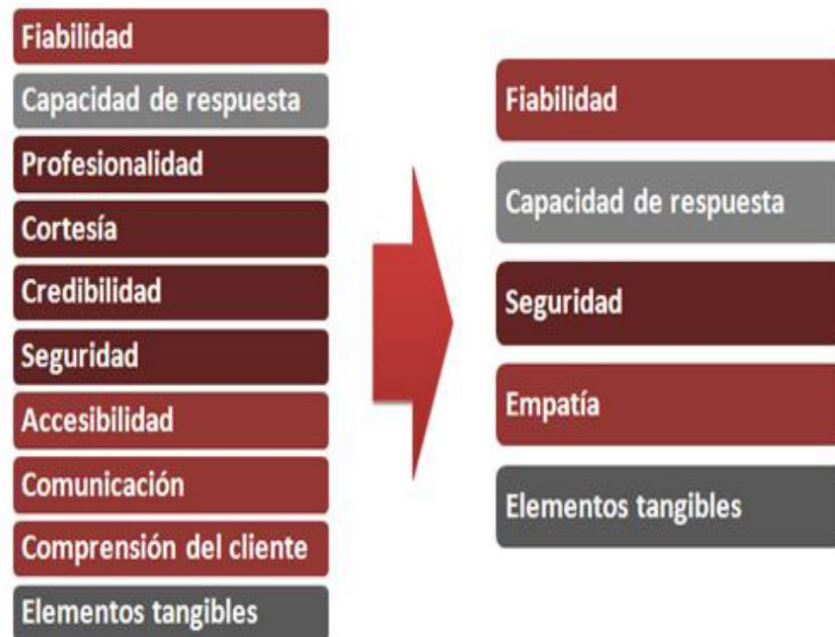 Fiabilidad
Capacidad de respuesta
Profesionalidad
Cortesía
Credibilidad
Seguridad
Accesibilidad
Comunicación
Comprensión del cliente
Elementos tangibles
Fiabilidad
Capacidad de respuesta
Seguridad
Empatía
Elementos tangibles